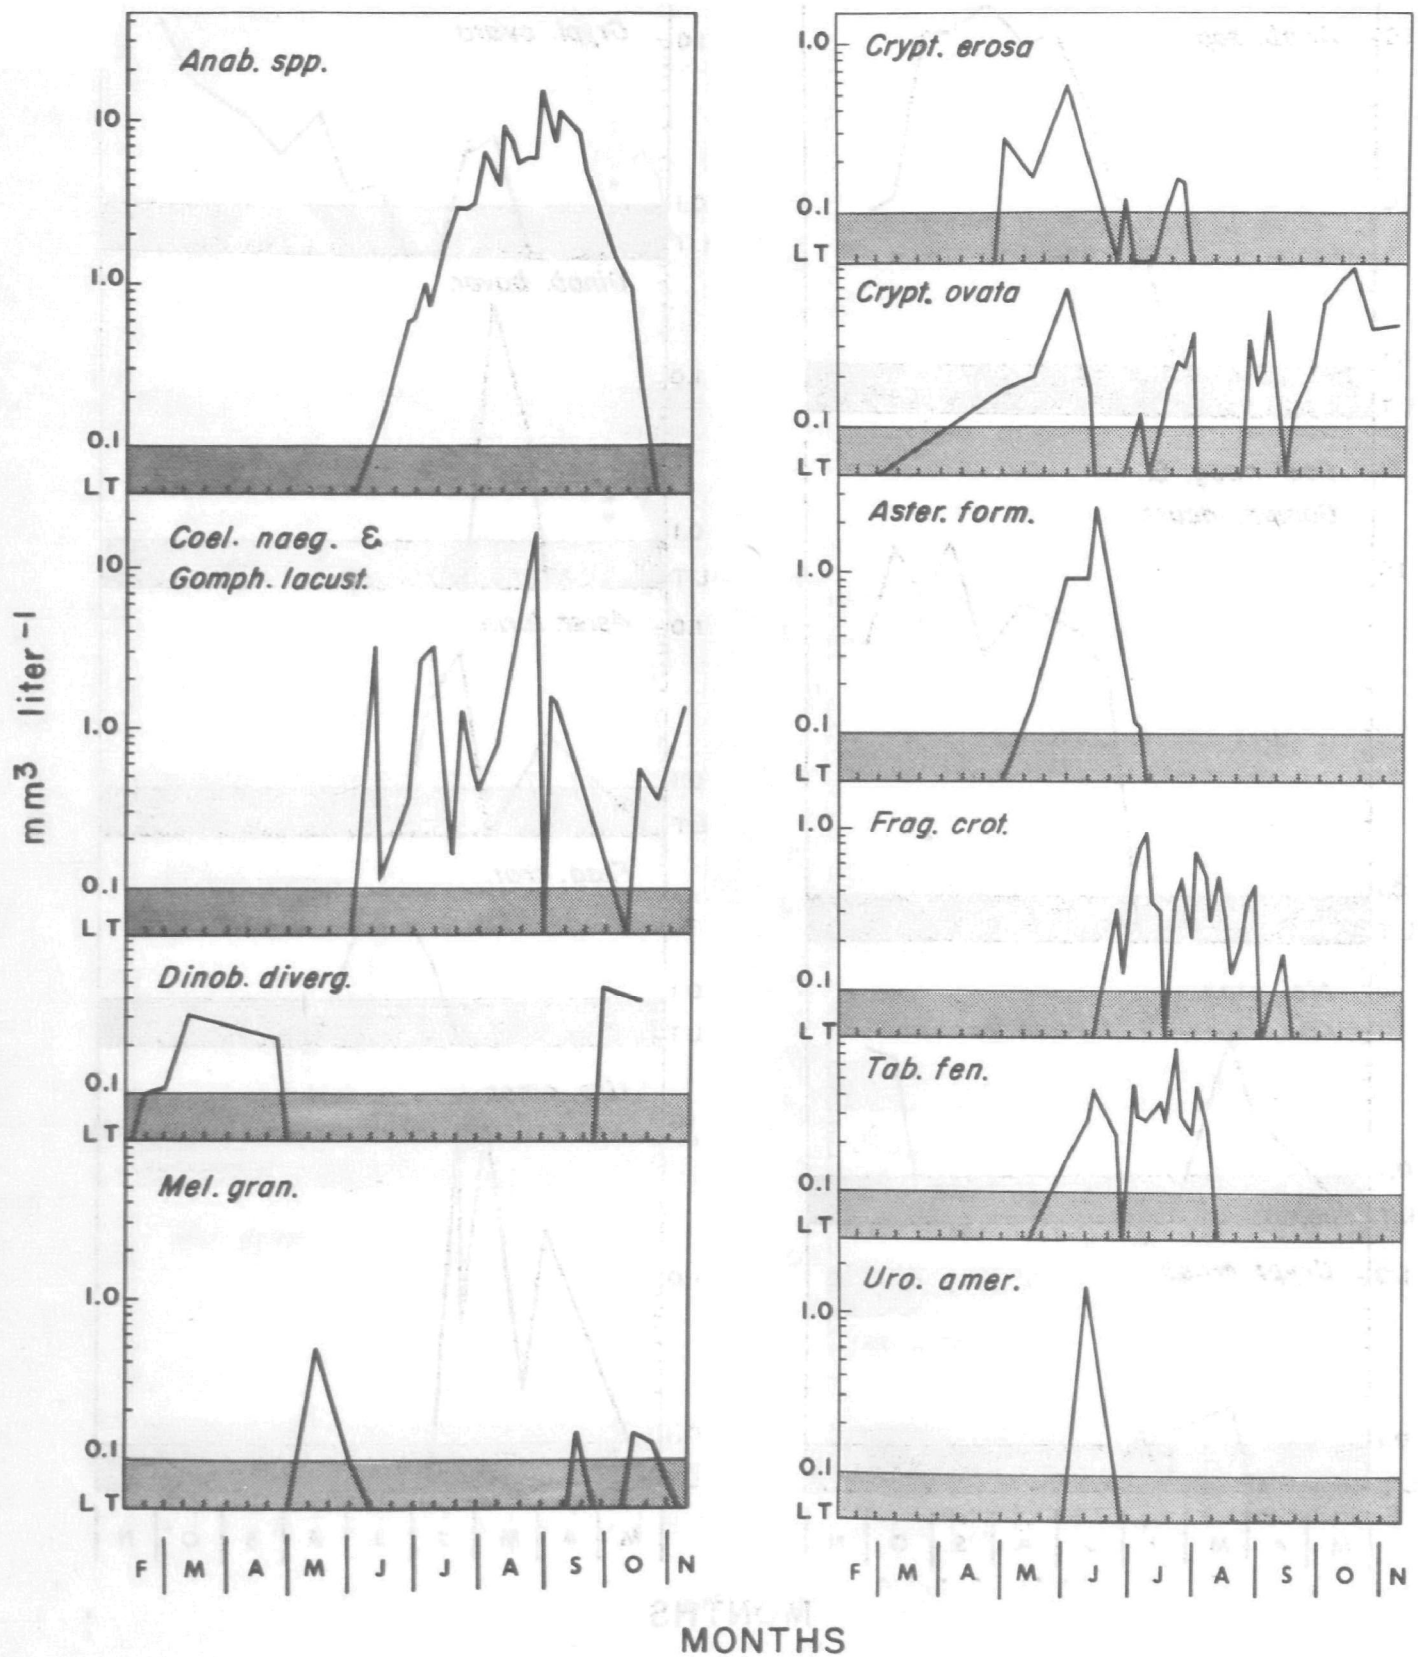 mm³ liter-1
Anab. spp.
10
1.0
0.1
LT
Coel. naeg. &
Gomph. lacust.
10
1.0
0.1
LT
Dinob. diverg.
0.1
LT
Mel. gran.
1.0
0.1
LT
F M A M J J A S O N
1.0
Crypt. erosa
0.1
LT
Crypt. ovata
0.1
LT
Aster. form.
1.0
0.1
LT
1.0
Frag. crot.
0.1
LT
Tab. fen.
0.1
LT
Uro. amer.
1.0
0.1
LT
F M A M J J A S O N
MONTHS